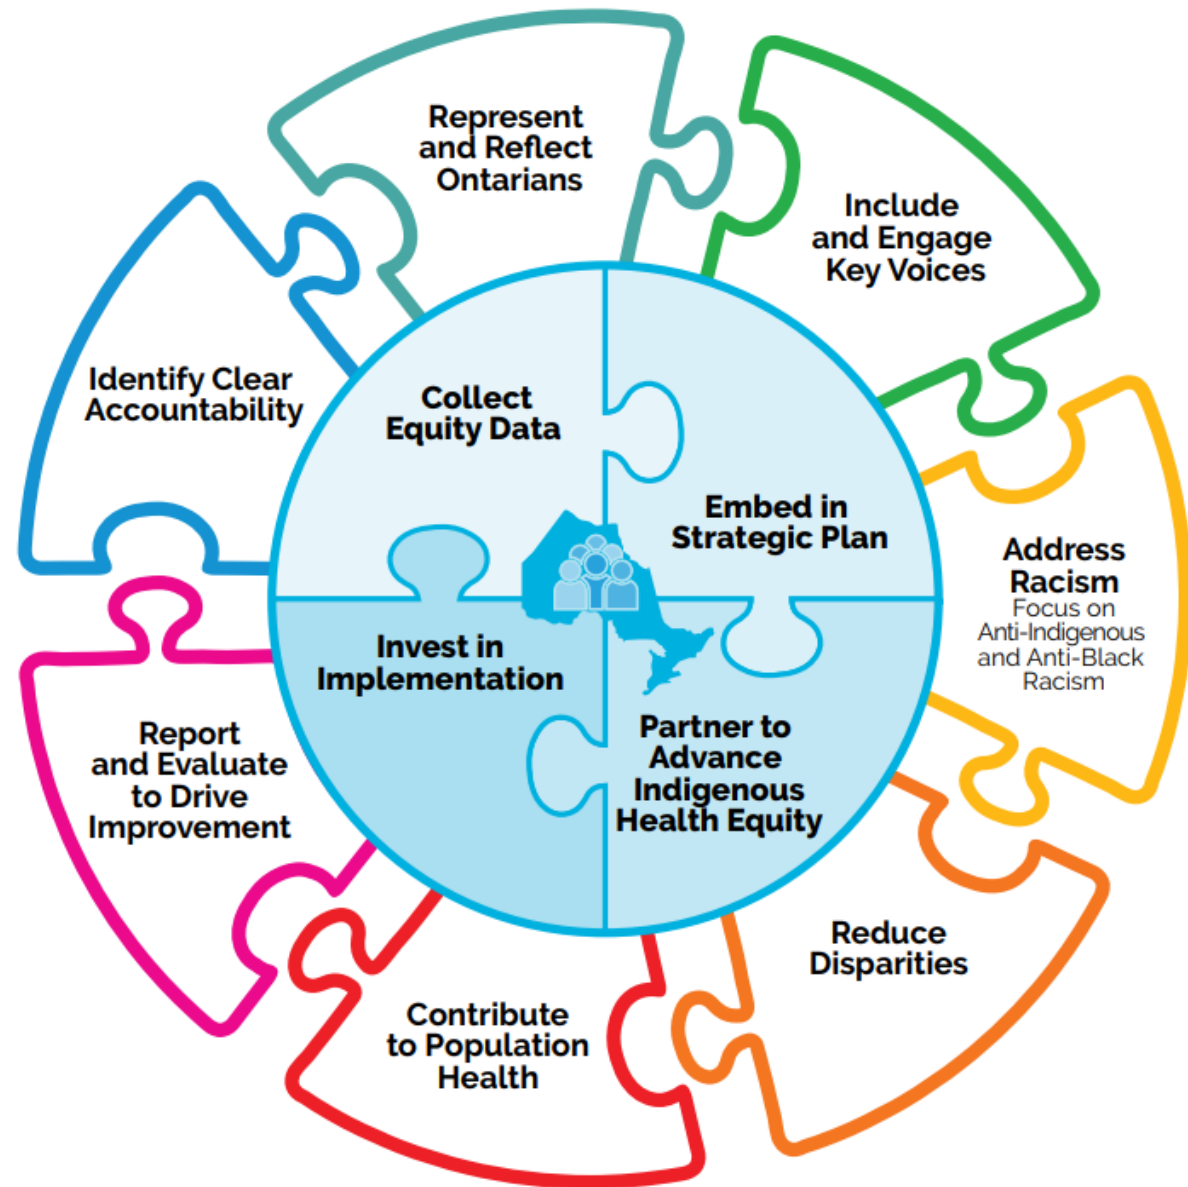 Represent
and Reflect
Ontarians
Include
and Engage
Key Voices
Identify Clear
Accountability
Collect
Equity Data
Embed in
Strategic Plan
Address
Racism
Focus on
Anti-Indigenous
and Anti-Black
Racism
Invest in
Implementation
Partner to
Advance
Indigenous
Health Equity
Report
and Evaluate
to Drive
Improvement
Reduce
Disparities
Contribute
to Population
Health